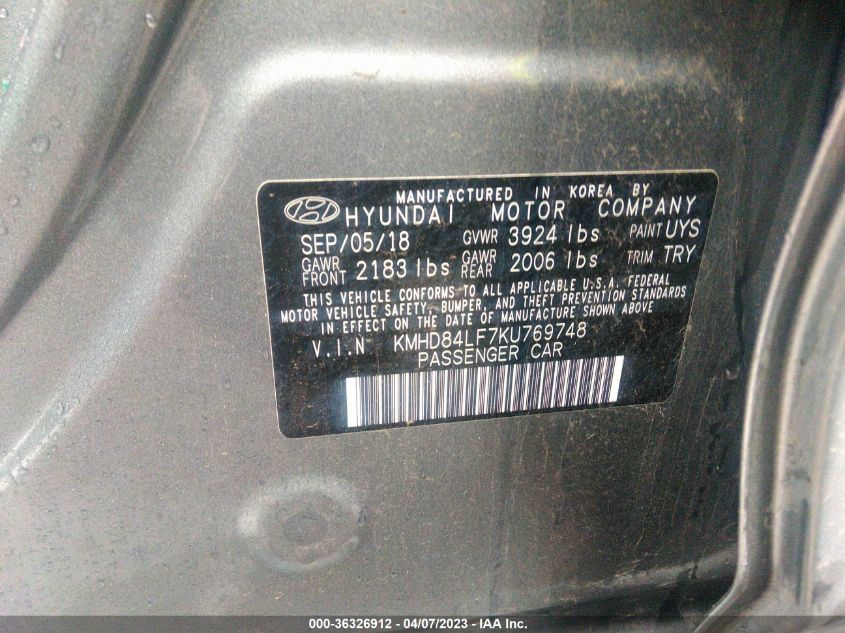 MANUFACTURED IN KOREA BY
HYUNDAI MOTOR COMPANY
SEP/05/18 GVWR 3924 lbs PAINT UYS
GAWR FRONT 2183 lbs GAWR REAR 2006 lbs TRIM TRY
THIS VEHICLE CONFORMS TO ALL APPLICABLE U.S.A. FEDERAL
MOTOR VEHICLE SAFETY, BUMPER, AND THEFT PREVENTION STANDARDS
IN EFFECT ON THE DATE OF MANUFACTURE SHOWN ABOVE
V.I.N KMHD84LF7KU769748
PASSENGER CAR
000-36326912 - 04/07/2023 - IAA Inc.